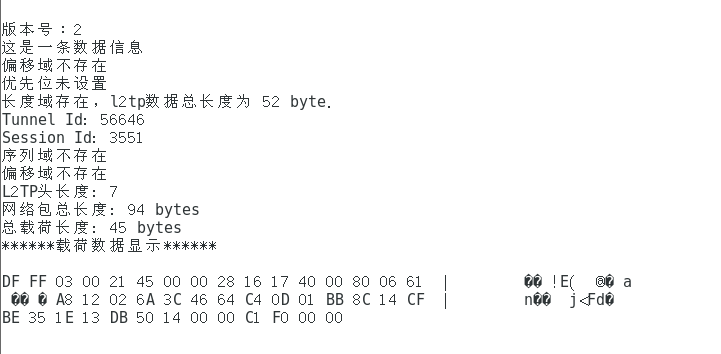 版本号：2
这是一条数据信息
偏移域不存在
优先位未设置
长度域存在，l2tp数据总长度为 52 byte.
Tunnel Id: 56646
Session Id: 3551
序列域不存在
偏移域不存在
L2TP头长度: 7
网络包总长度: 94 bytes
总载荷长度: 45 bytes
******载荷数据显示******
DF FF 03 00 21 45 00 00 28 16 17 40 00 80 06 61 | �� !E( @� a
�� � A8 12 02 6A 3C 46 64 C4 0D 01 BB 8C 14 CF | n�� j<Fd�
BE 35 1E 13 DB 50 14 00 00 C1 F0 00 00